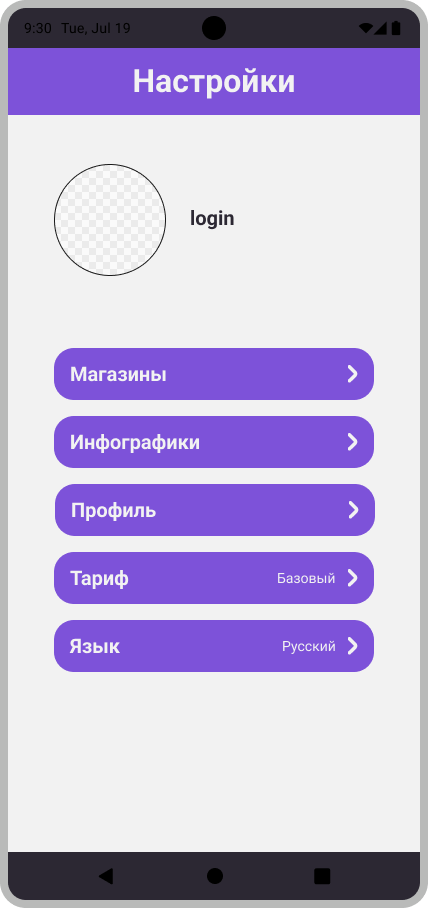 9:30 Tue, Jul 19
Настройки
login
Магазины
Инфографики
Профиль
Тариф Базовый
Язык Русский